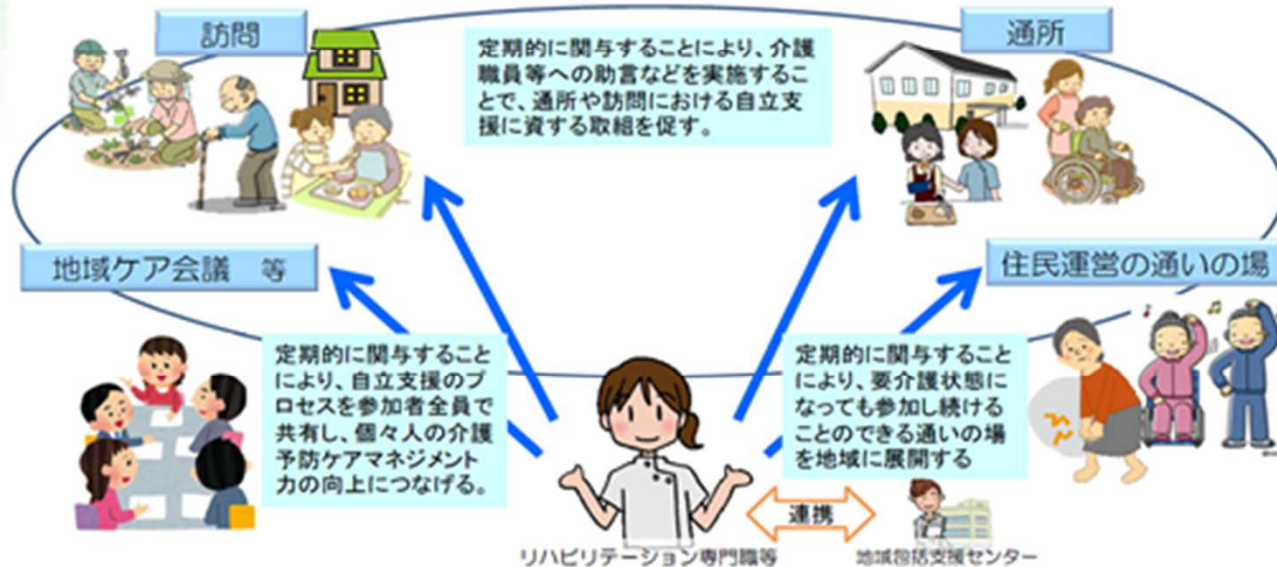 訪問
定期的に関与することにより、介護
職員等への助言などを実施するこ
とで、通所や訪問における自立支
援に資する取組を促す。
通所
地域ケア会議　等
住民運営の通いの場
定期的に関与すること
により、自立支援のプ
ロセスを参加者全員で
共有し、個々人の介護
予防ケアマネジメント
力の向上につなげる。
定期的に関与すること
により、要介護状態に
なっても参加し続ける
ことのできる通いの場
を地域に展開する
連携
リハビリテーション専門職等
地域包括支援センター